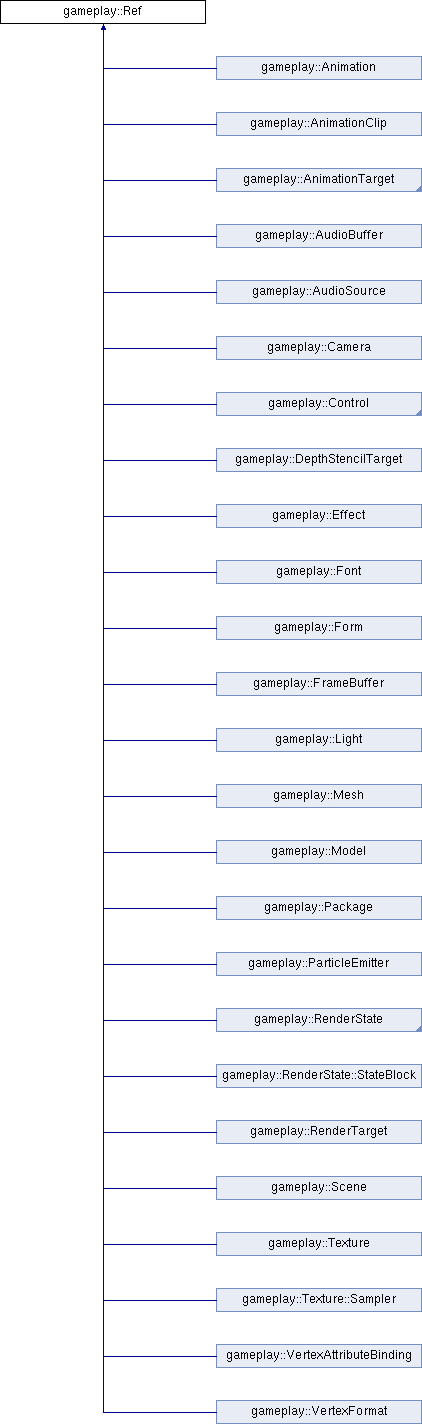 gameplay::Ref
gameplay::Animation
gameplay::AnimationClip
gameplay::AnimationTarget
gameplay::AudioBuffer
gameplay::AudioSource
gameplay::Camera
gameplay::Control
gameplay::DepthStencilTarget
gameplay::Effect
gameplay::Font
gameplay::Form
gameplay::FrameBuffer
gameplay::Light
gameplay::Mesh
gameplay::Model
gameplay::Package
gameplay::ParticleEmitter
gameplay::RenderState
gameplay::RenderState::StateBlock
gameplay::RenderTarget
gameplay::Scene
gameplay::Texture
gameplay::Texture::Sampler
gameplay::VertexAttributeBinding
gameplay::VertexFormat